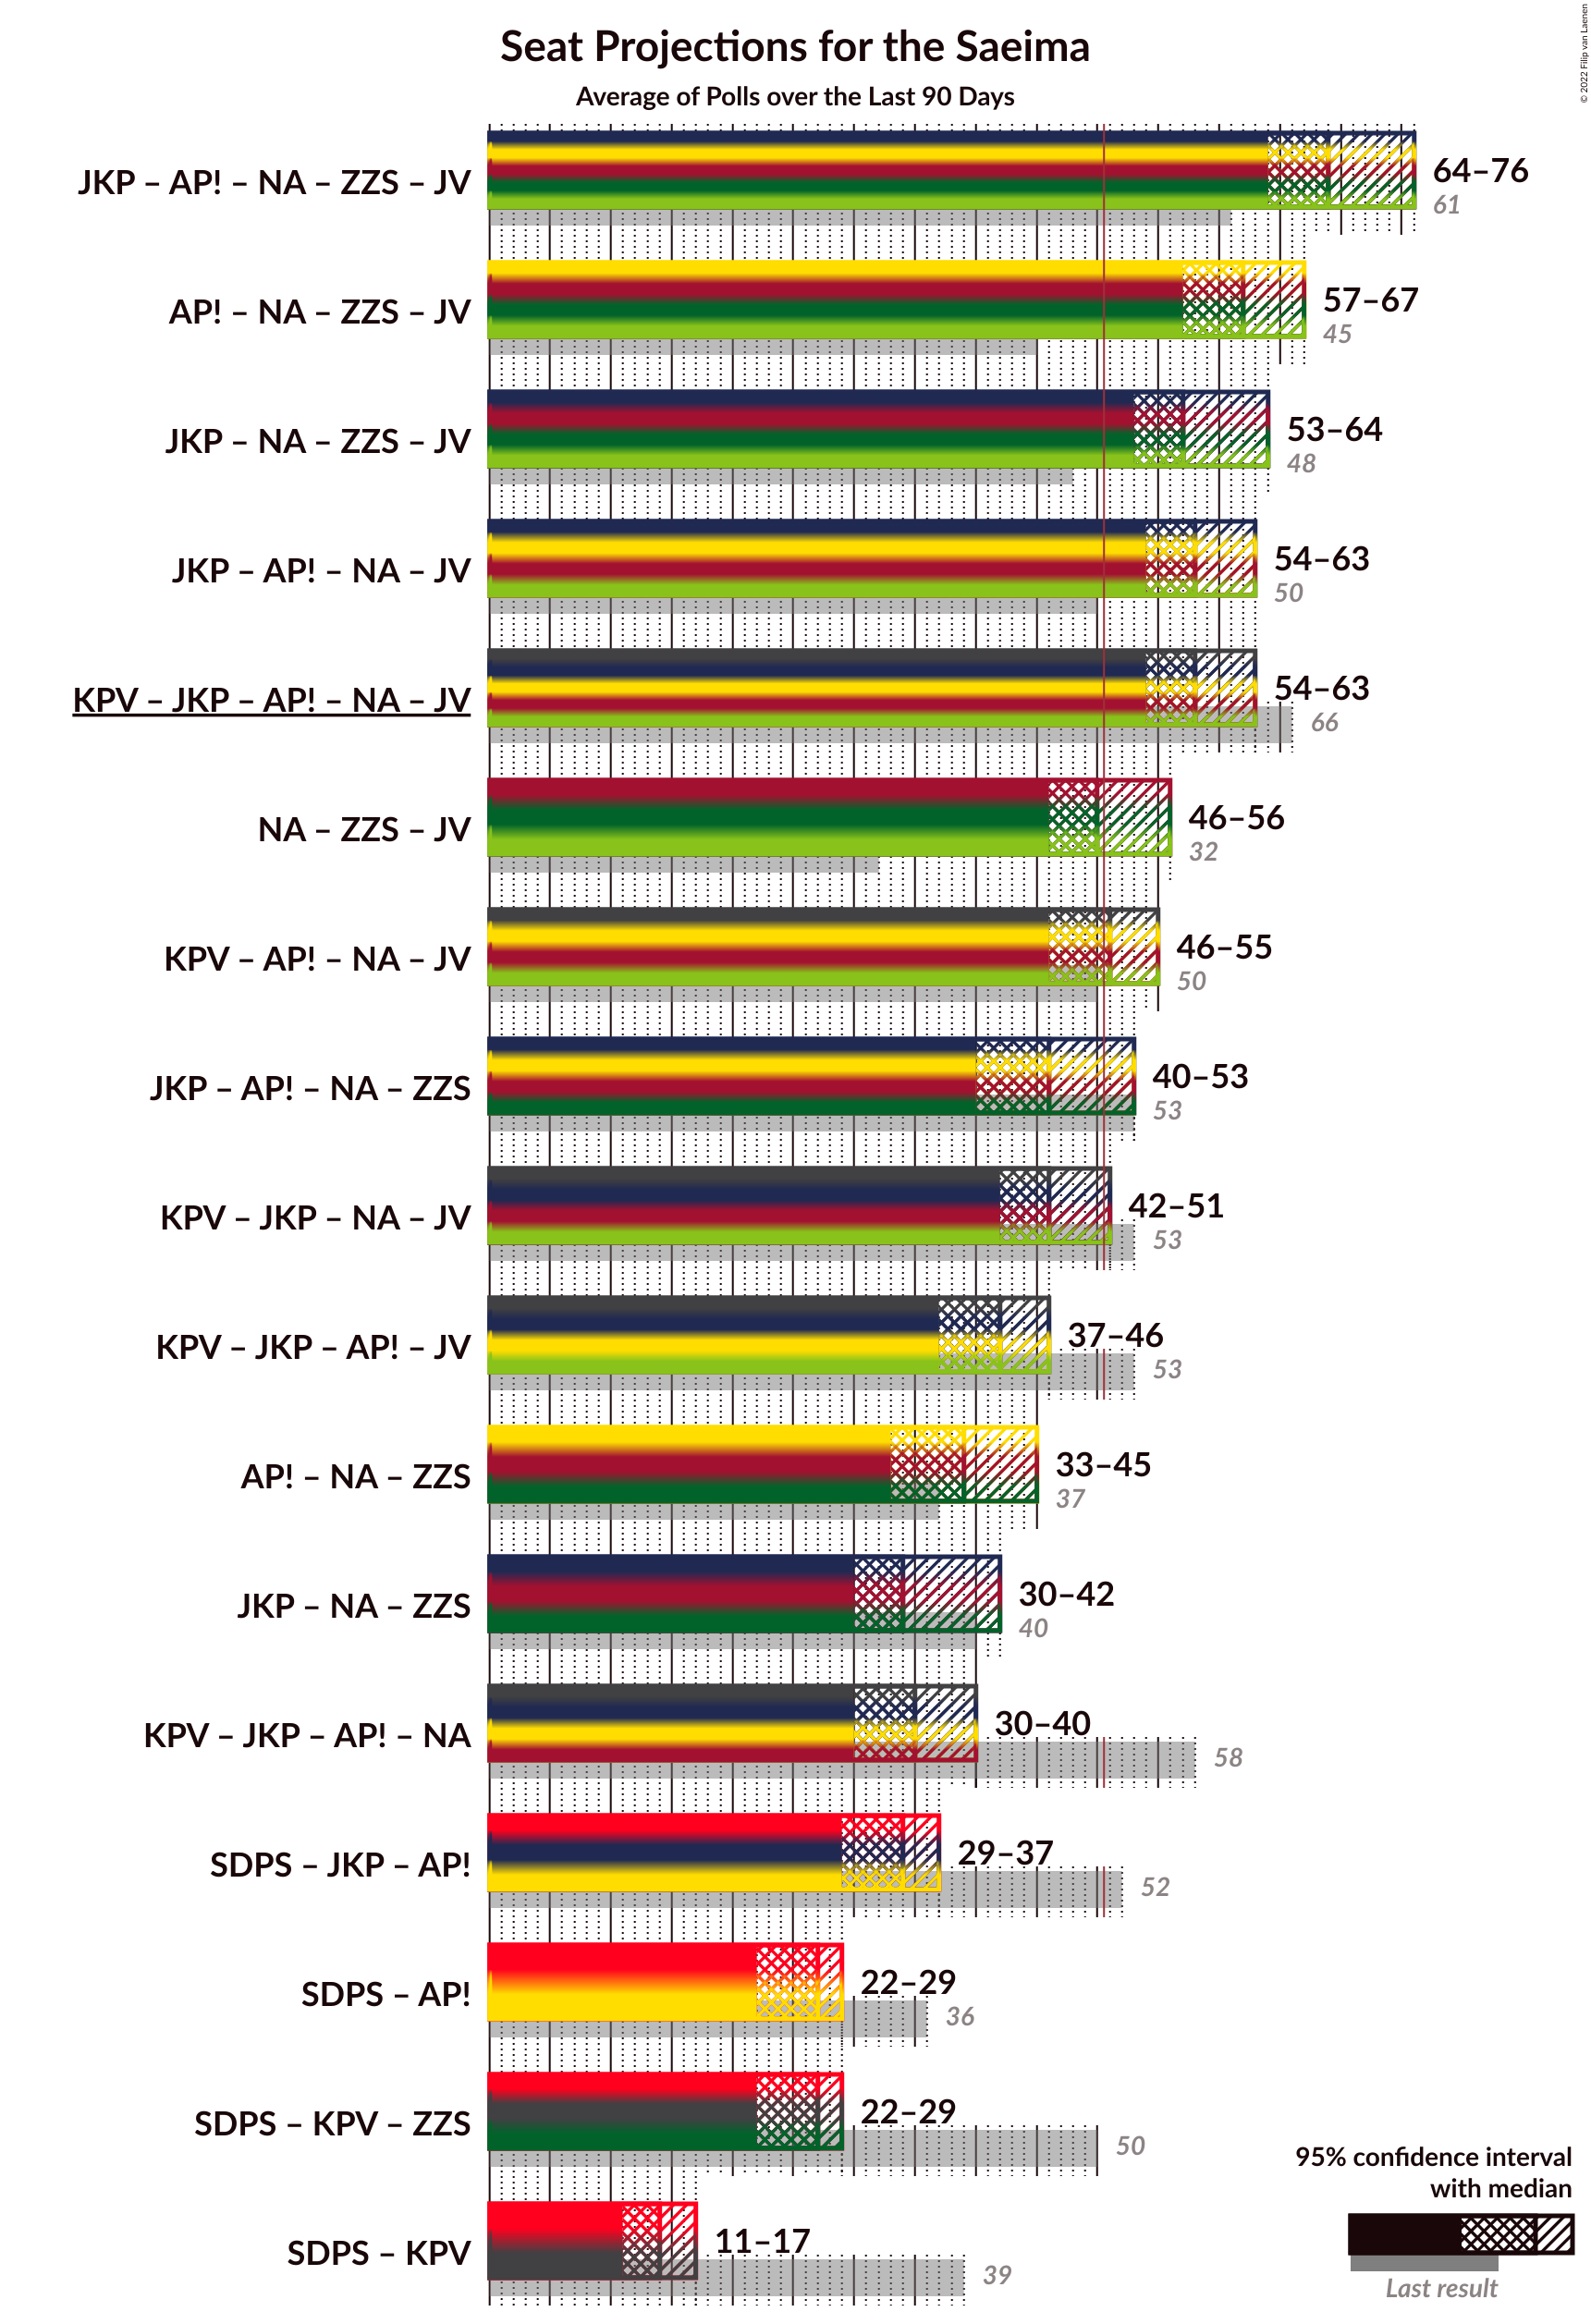 Seat Projections for the Saeima
Average of Polls over the Last 90 Days
© 2022 Filip van Laenen
JKP – AP! – NA – ZZS – JV
64–76
61
AP! – NA – ZZS – JV
57–67
45
JKP – NA – ZZS – JV
53–64
48
JKP – AP! – NA – JV
54–63
50
KPV – JKP – AP! – NA – JV
54–63
66
NA – ZZS – JV
46–56
32
KPV – AP! – NA – JV
46–55
50
JKP – AP! – NA – ZZS
40–53
53
KPV – JKP – NA – JV
42–51
53
KPV – JKP – AP! – JV
37–46
53
AP! – NA – ZZS
33–45
37
JKP – NA – ZZS
30–42
40
KPV – JKP – AP! – NA
30–40
58
SDPS – JKP – AP!
29–37
52
SDPS – AP!
22–29
36
SDPS – KPV – ZZS
22–29
50
SDPS – KPV
11–17
39
95% confidence interval
with median
Last result